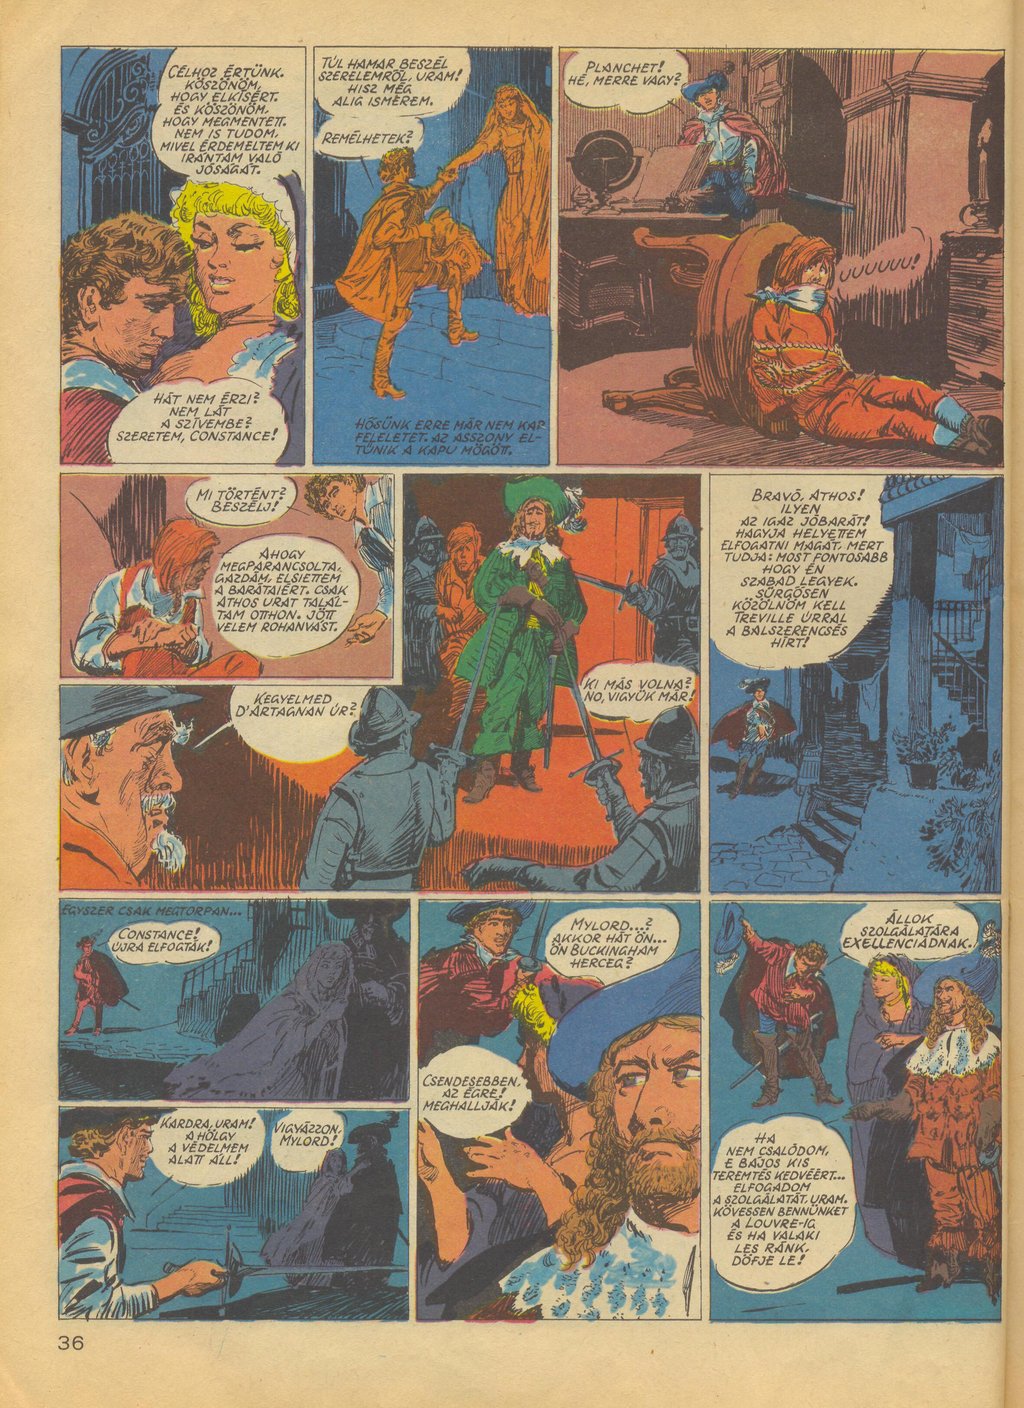 CÉLHOZ ÉRTÜNK.
KÖSZÖNÖM,
HOGY ELKÍSÉRT.
ÉS KÖSZÖNÖM,
HOGY MEGMENTETT.
NEM IS TUDOM,
MIVEL ÉRDEMELTEM KI
IRÁNTAM VALÓ
JÓSÁGÁT.
HÁT NEM ÉRZI?
NEM LÁT
A SZÍVEMBE?
SZERETEM, CONSTANCE!
TÚL HAMAR BESZÉL
SZERELEMRŐL, URAM!
HISZ MÉG
ALIG ISMEREM.
REMÉLHETEK?
HŐSÜNK ERRE MÁR NEM KAP
FELELETET. AZ ASSZONY EL-
TŰNIK A KAPU MÖGÖTT.
PLANCHET!
HÉ, MERRE VAGY?
UUUUUU!
MI TÖRTÉNT?
BESZÉLJ!
AHOGY
MEGPARANCSOLTA,
GAZDÁM, ELSIETTEM
A BARÁTAIÉRT. CSAK
ATHOS URAT TALÁL-
TAM OTTHON. JÖTT
VELEM ROHANVÁST.
KEGYELMED
D'ARTAGNAN ÚR?
KI MÁS VOLNA?
NO, VIGYÜK MÁR!
BRAVÓ, ATHOS!
ILYEN
AZ IGAZ JÓBARÁT!
HAGYJA HELYETTEM
ELFOGATNI MAGÁT, MERT
TUDJA: MOST FONTOSABB
HOGY ÉN
SZABAD LEGYEK.
SÜRGŐSEN
KÖZÖLNÖM KELL
TREVILLE ÚRRAL
A BALSZERENCSÉS
HÍRT!
EGYSZER CSAK MEGTORPAN...
CONSTANCE!
ÚJRA ELFOGTÁK!
KARDRA, URAM!
A HÖLGY
A VÉDELMEM
ALATT ÁLL!
VIGYÁZZON,
MYLORD!
MYLORD...?
AKKOR HÁT ÖN...
ÖN BUCKINGHAM
HERCEG?
CSENDESEBBEN,
AZ ÉGRE!
MEGHALLJÁK!
ÁLLOK
SZOLGÁLATÁRA
EXELLENCIÁDNAK.
HA
NEM CSALÓDOM,
E BÁJOS KIS
TEREMTÉS KEDVÉÉRT...
ELFOGADOM
A SZOLGÁLATÁT, URAM.
KÖVESSEN BENNÜNKET
A LOUVRE-IG
ÉS HA VALAKI
LES RÁNK,
DÖFJE LE!
36